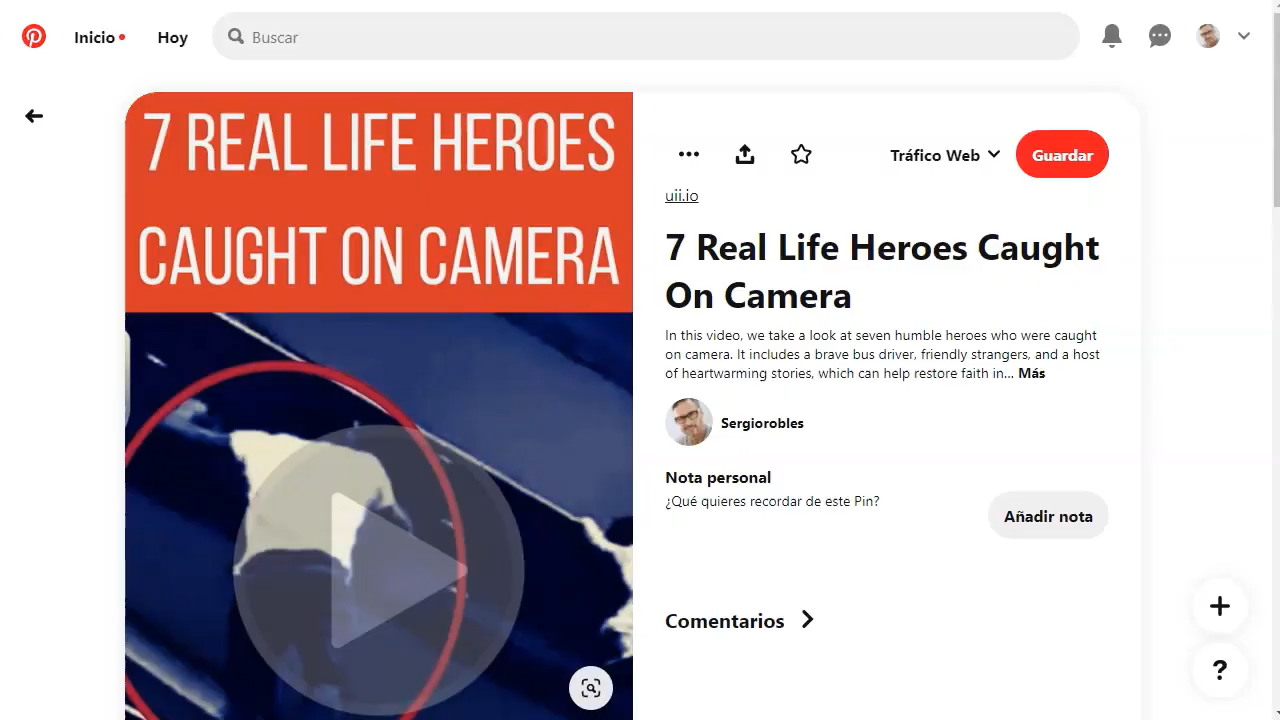 Inicio
Hoy
Buscar
7 REAL LIFE HEROES
CAUGHT ON CAMERA
Tráfico Web
Guardar
uii.io
7 Real Life Heroes Caught
On Camera
In this video, we take a look at seven humble heroes who were caught
on camera. It includes a brave bus driver, friendly strangers, and a host
of heartwarming stories, which can help restore faith in... Más
Sergiorobles
Nota personal
¿Qué quieres recordar de este Pin?
Añadir nota
Comentarios
+
?